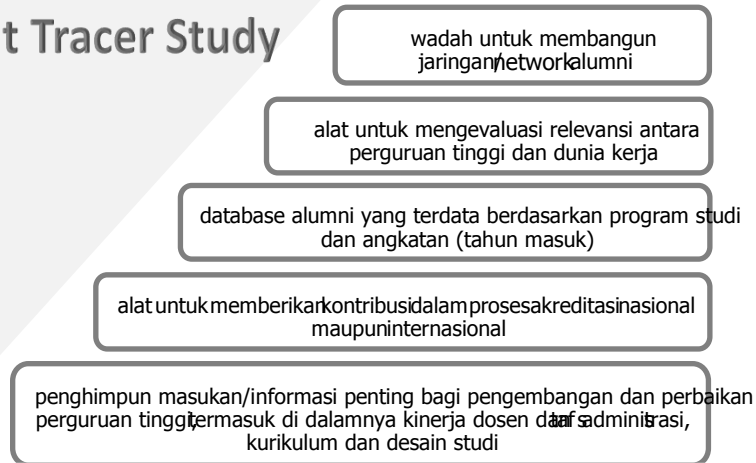 t Tracer Study
wadah untuk membangun
jaringan/network alumni
alat untuk mengevaluasi relevansi antara
perguruan tinggi dan dunia kerja
database alumni yang terdata berdasarkan program studi
dan angkatan (tahun masuk)
alat untuk memberikan kontribusi dalam proses akreditasi nasional
maupun internasional
penghimpun masukan/informasi penting bagi pengembangan dan perbaikan
perguruan tinggi, termasuk di dalamnya kinerja dosen dan staf administrasi,
kurikulum dan desain studi